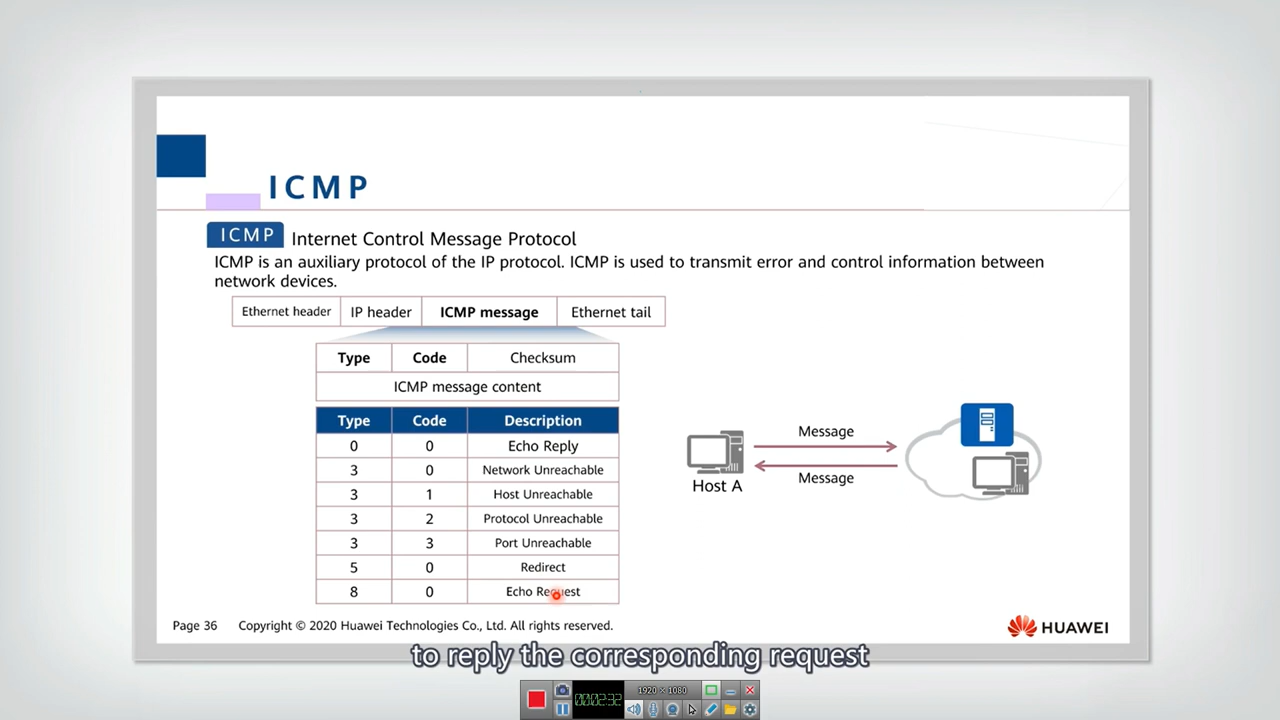 ICMP
ICMP Internet Control Message Protocol
ICMP is an auxiliary protocol of the IP protocol. ICMP is used to transmit error and control information between
network devices.
Ethernet header IP header ICMP message Ethernet tail
Type Code Checksum
ICMP message content
Type Code Description
0 0 Echo Reply
3 0 Network Unreachable
3 1 Host Unreachable
3 2 Protocol Unreachable
3 3 Port Unreachable
5 0 Redirect
8 0 Echo Request
Message
Message
Host A
Page 36 Copyright © 2020 Huawei Technologies Co., Ltd. All rights reserved.
HUAWEI
to reply the corresponding request
000:02:32
1920 × 1080